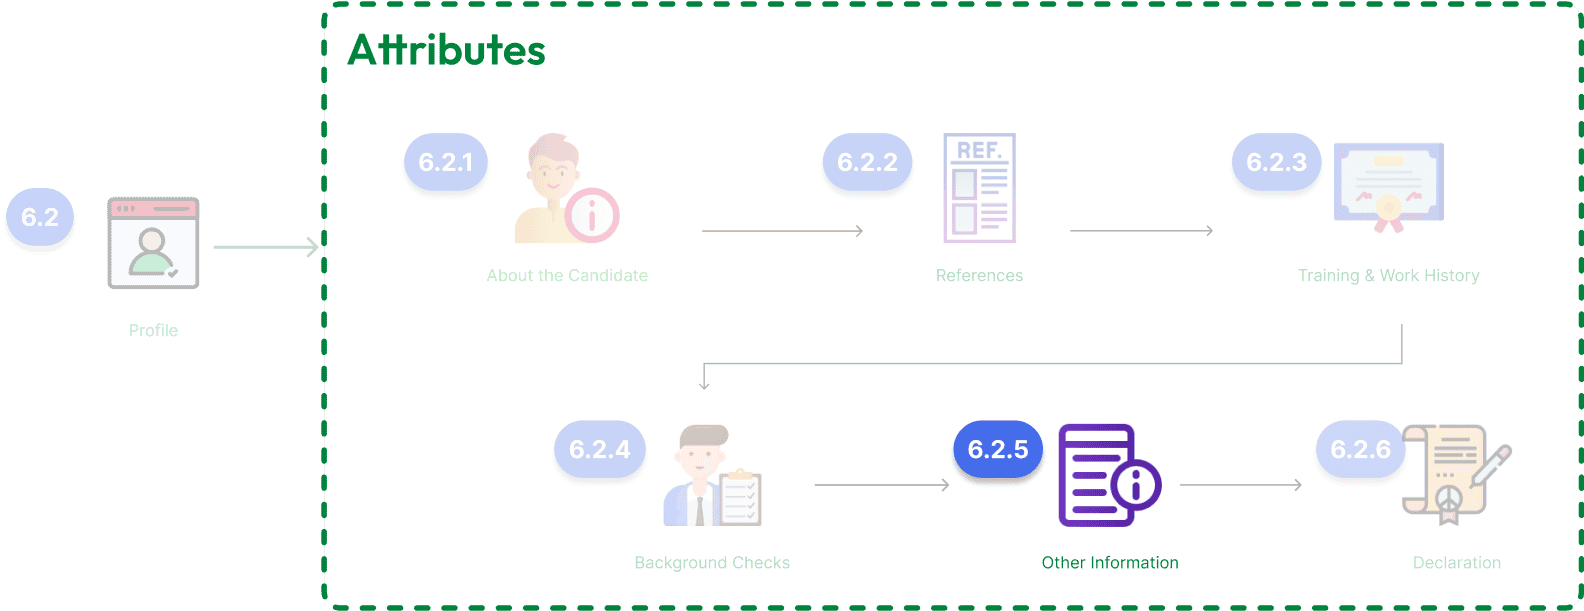 Attributes
6.2
Profile
6.2.1
About the Candidate
6.2.2
REF.
References
6.2.3
Training & Work History
6.2.4
Background Checks
6.2.5
Other Information
6.2.6
Declaration